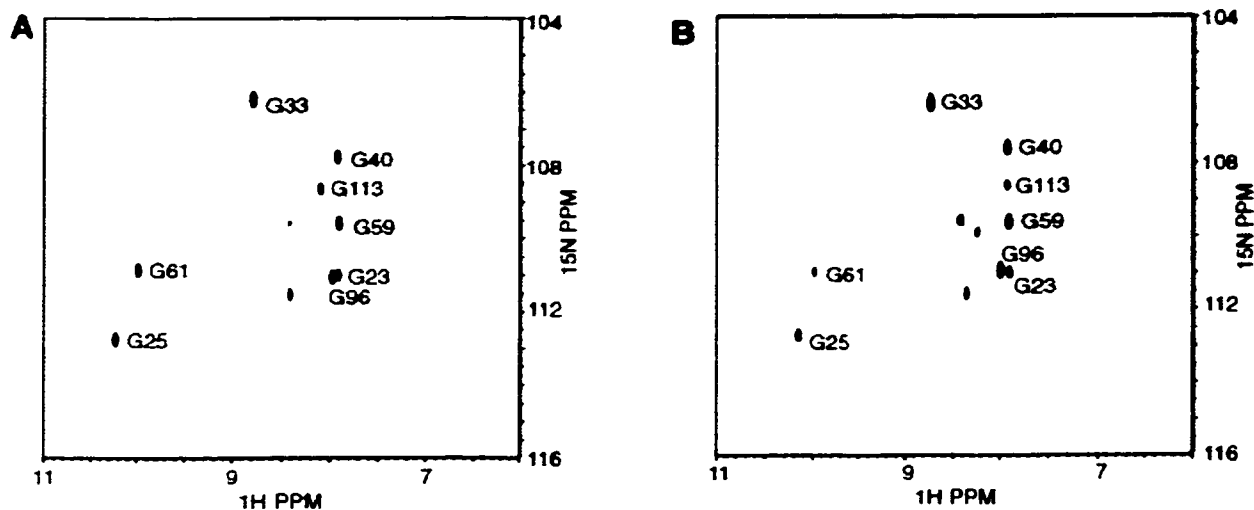 A
104
G33
G40
108
G113
G59
G61
G23
G96
112
G25
116
11
9
7
1H PPM
15N PPM
B
104
G33
G40
108
G113
G59
G96
G61
G23
112
G25
116
11
9
7
1H PPM
15N PPM